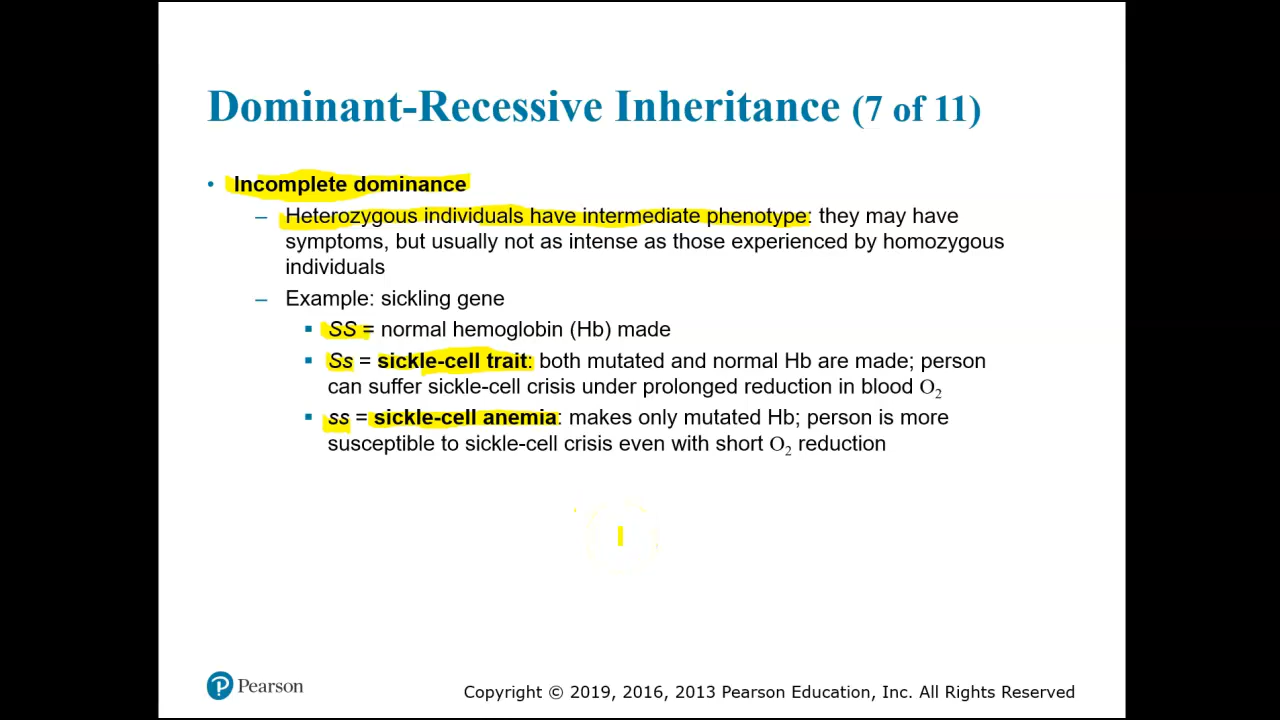 Dominant-Recessive Inheritance (7 of 11)
• Incomplete dominance
– Heterozygous individuals have intermediate phenotype: they may have
symptoms, but usually not as intense as those experienced by homozygous
individuals
– Example: sickling gene
▪ SS = normal hemoglobin (Hb) made
▪ Ss = sickle-cell trait: both mutated and normal Hb are made; person
can suffer sickle-cell crisis under prolonged reduction in blood O₂
▪ ss = sickle-cell anemia: makes only mutated Hb; person is more
susceptible to sickle-cell crisis even with short O₂ reduction
Pearson
Copyright © 2019, 2016, 2013 Pearson Education, Inc. All Rights Reserved